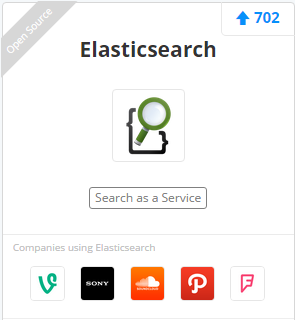 Open Source
702
Elasticsearch
Search as a Service
Companies using Elasticsearch
SONY